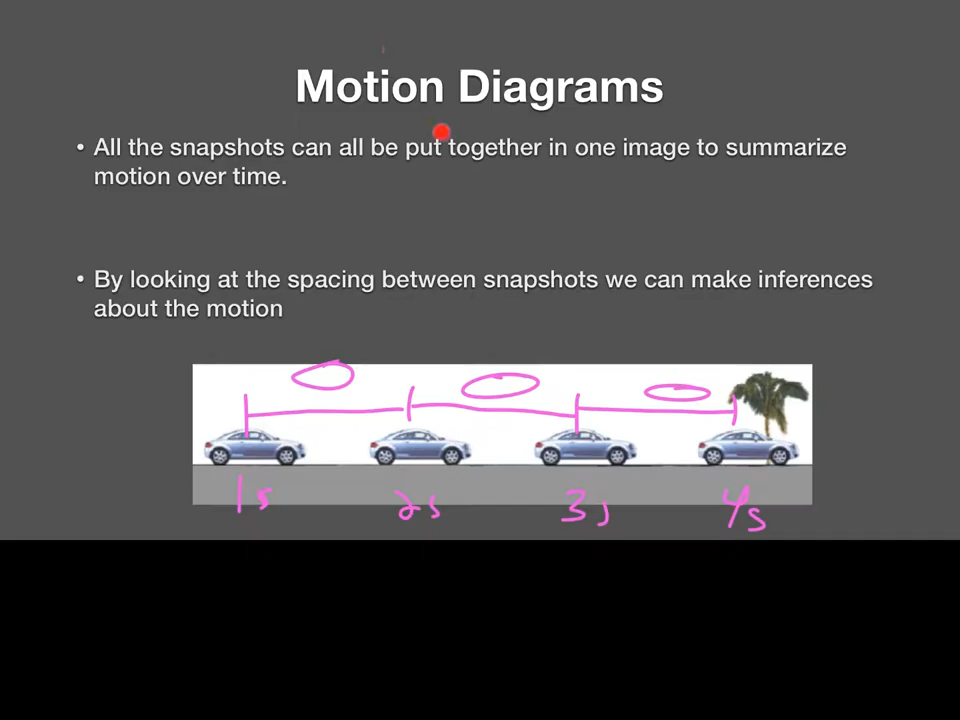 Motion Diagrams
• All the snapshots can all be put together in one image to summarize
motion over time.
• By looking at the spacing between snapshots we can make inferences
about the motion
1s 2s 3s 4s